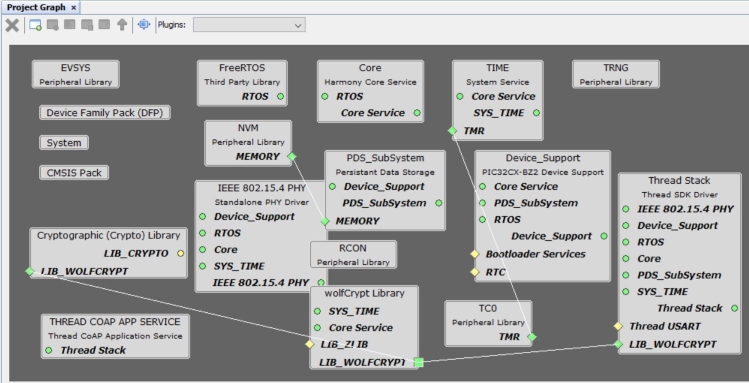 Project Graph ×
Plugins:
EVSYS
Peripheral Library
FreeRTOS
Third Party Library
RTOS
Core
Harmony Core Service
RTOS
Core Service
TIME
System Service
Core Service
SYS_TIME
TMR
TRNG
Peripheral Library
Device Family Pack (DFP)
System
CMSIS Pack
NVM
Peripheral Library
MEMORY
PDS_SubSystem
Persistant Data Storage
Device_Support
PDS_SubSystem
MEMORY
Device_Support
PIC32CX-BZ2 Device Support
Core Service
PDS_SubSystem
RTOS
Device_Support
Bootloader Services
RTC
Thread Stack
Thread SDK Driver
IEEE 802.15.4 PHY
Device_Support
RTOS
Core
PDS_SubSystem
SYS_TIME
Thread Stack
Thread USART
LIB_WOLFCRYPT
IEEE 802.15.4 PHY
Standalone PHY Driver
Device_Support
RTOS
Core
SYS_TIME
IEEE 802.15.4 PHY
Cryptographic (Crypto) Library
LIB_CRYPTO
LIB_WOLFCRYPT
RCON
Peripheral Library
wolfCrypt Library
SYS_TIME
Core Service
LIB_ZLIB
LIB_WOLFCRYPT
TC0
Peripheral Library
TMR
THREAD COAP APP SERVICE
Thread CoAP Application Service
Thread Stack